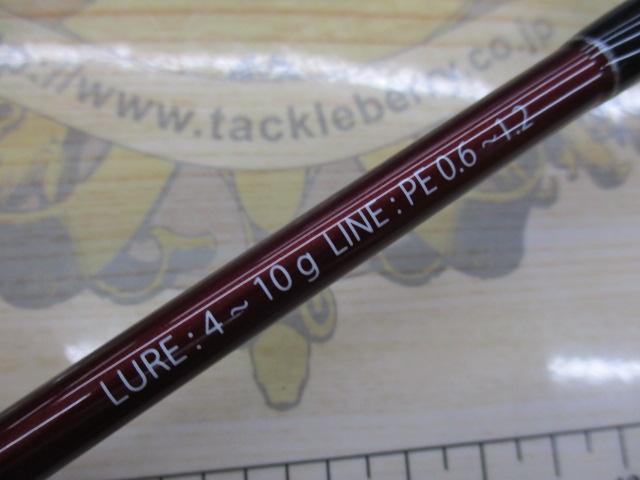 www.tackleberry.co.jp
LURE : 4 ~ 10 g LINE : PE 0.6 ~1.2